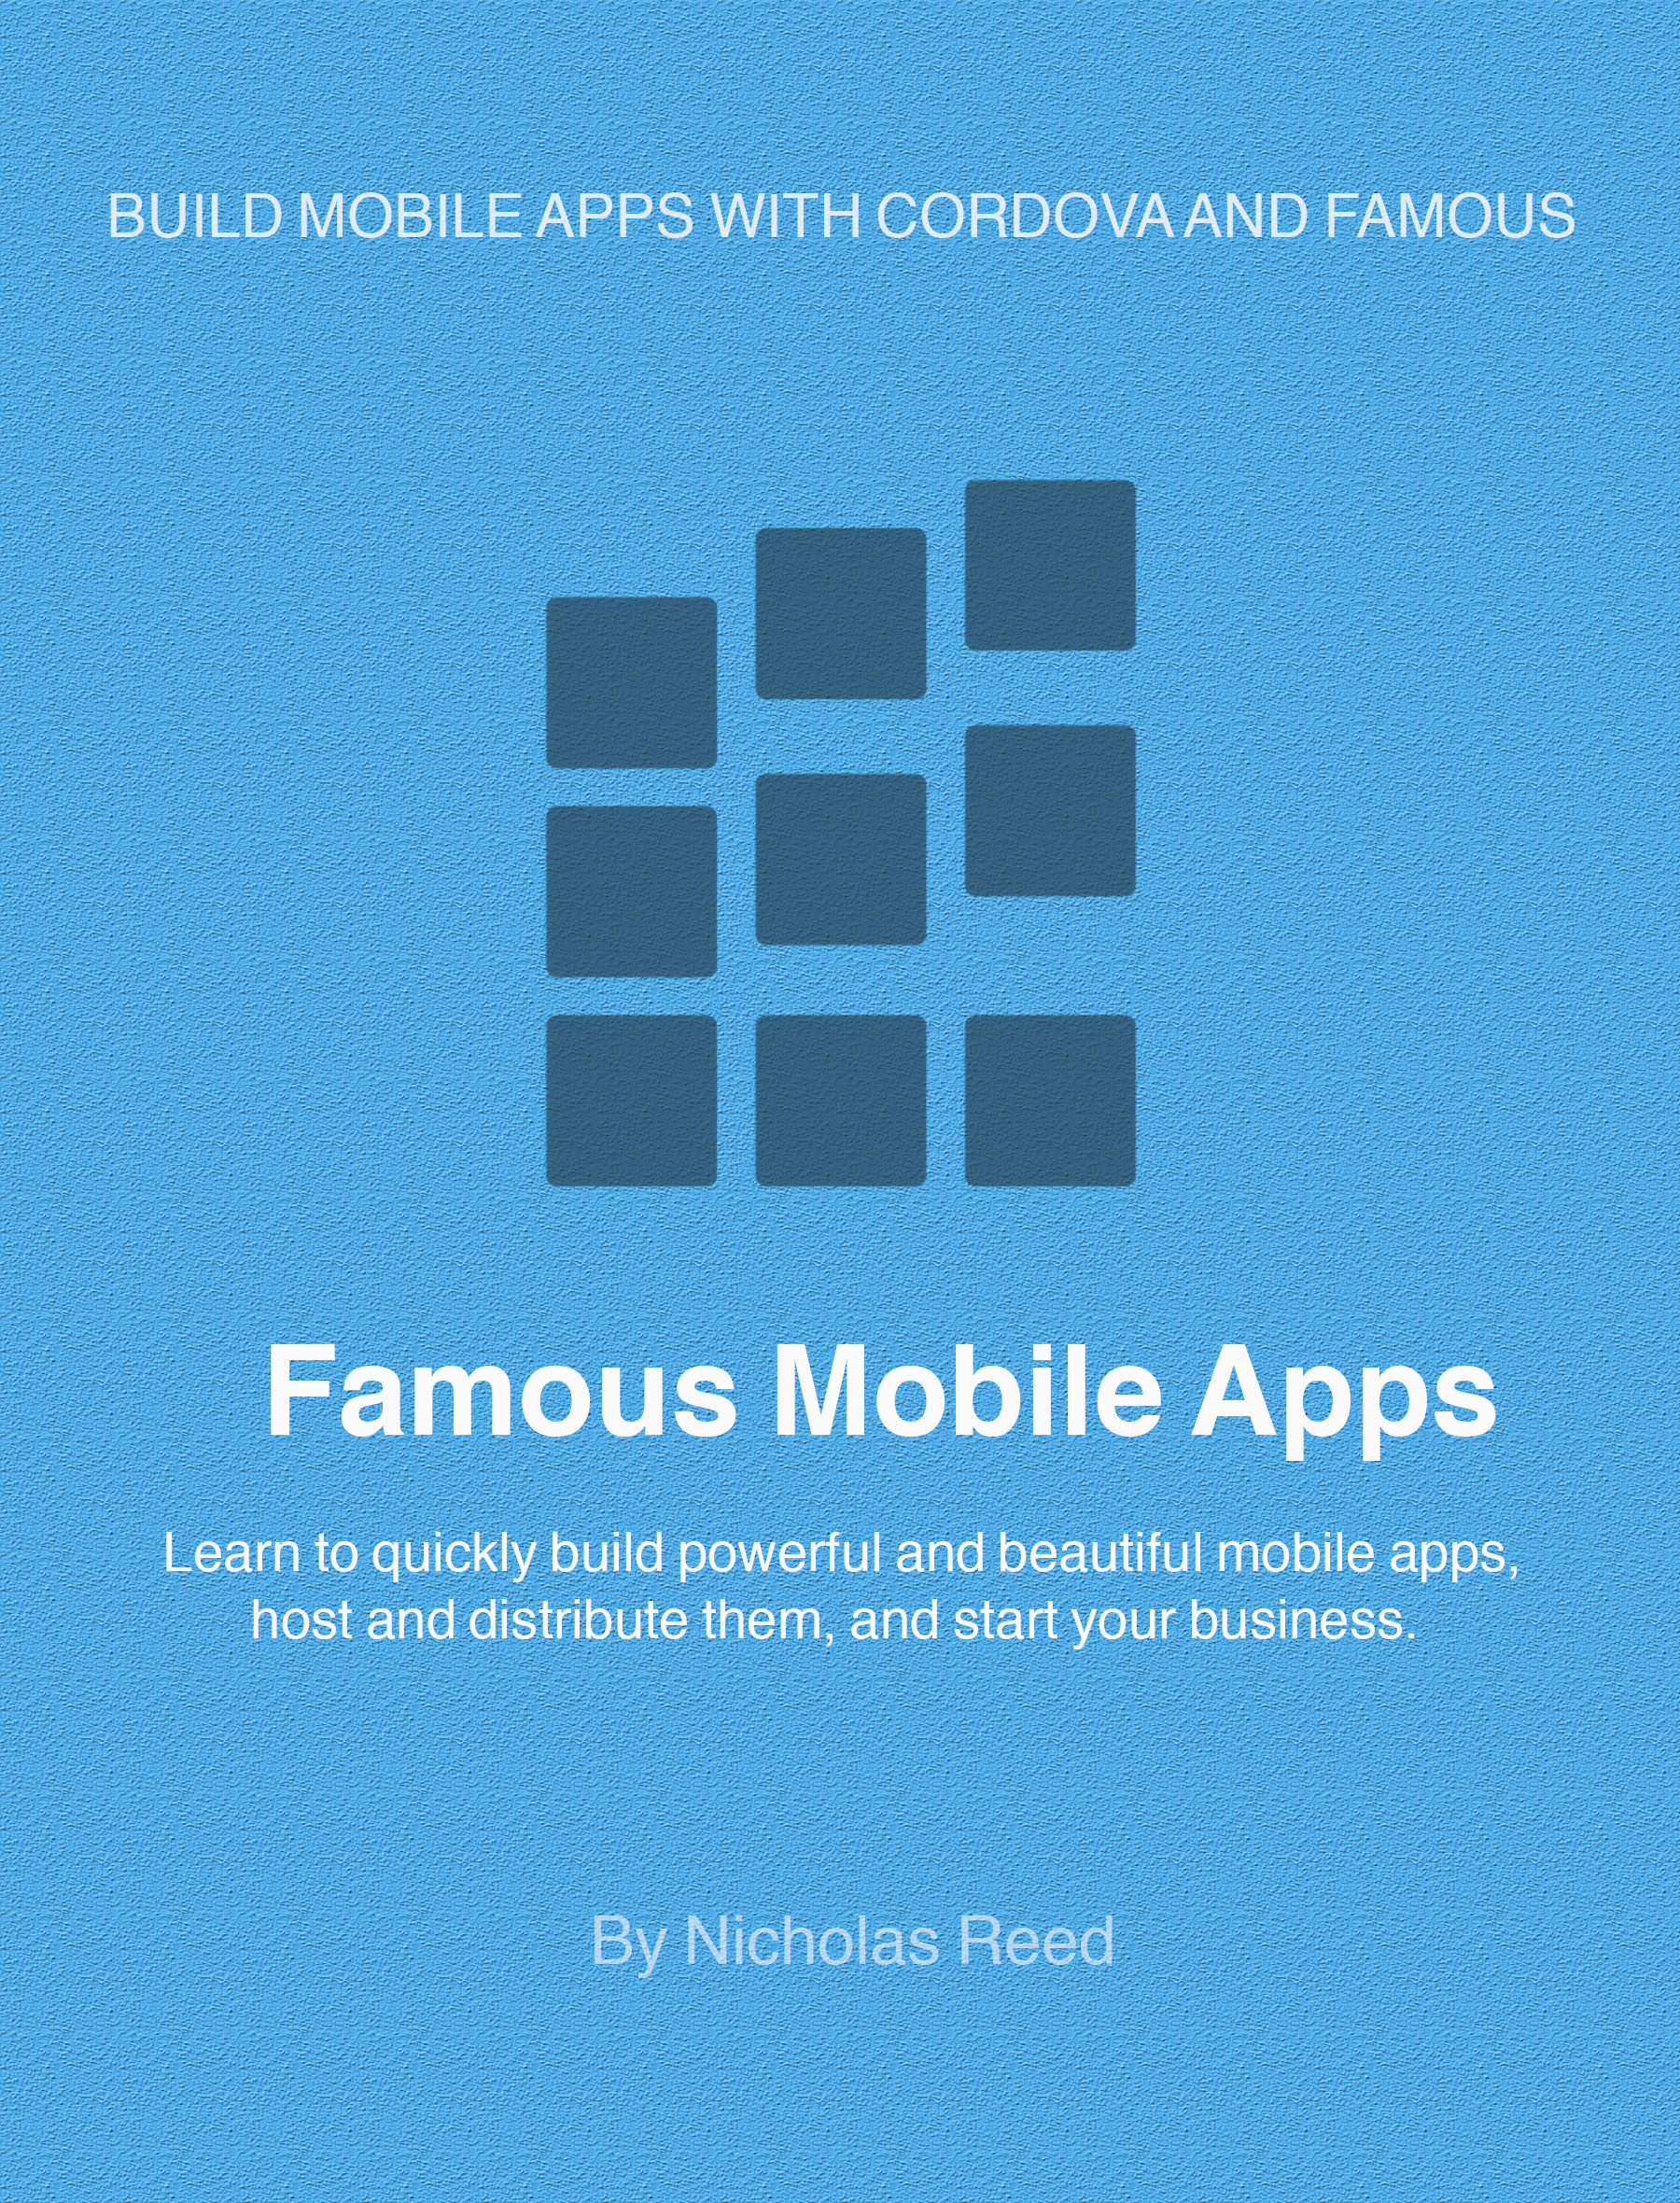 BUILD MOBILE APPS WITH CORDOVA AND FAMOUS
Famous Mobile Apps
Learn to quickly build powerful and beautiful mobile apps,
host and distribute them, and start your business.
By Nicholas Reed